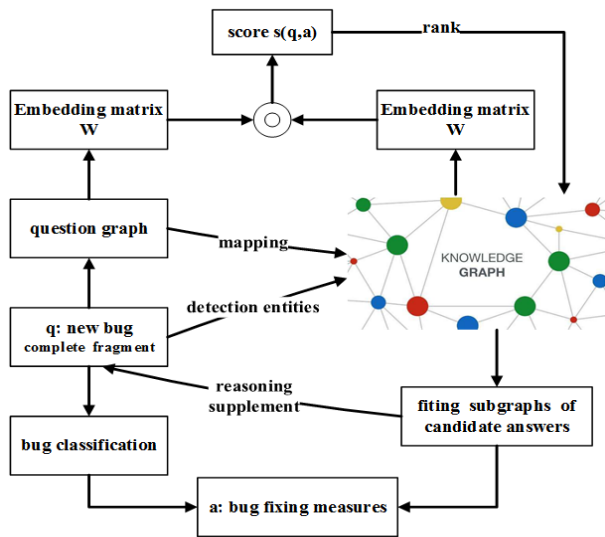 score s(q,a)
rank
Embedding matrix
W
Embedding matrix
W
question graph
mapping
KNOWLEDGE
GRAPH
detection entities
q: new bug
complete fragment
reasoning
supplement
fiting subgraphs of
candidate answers
bug classification
a: bug fixing measures